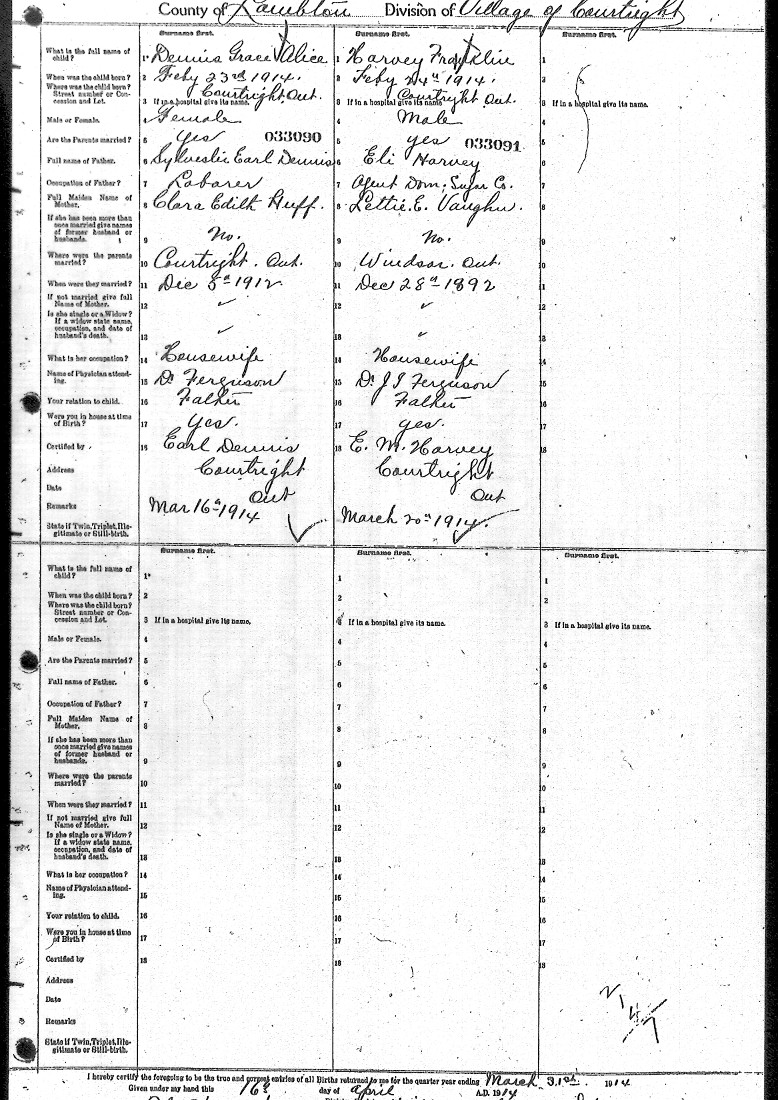 County of Lambton Division of Village of Courtright
Surname first. Surname first. Surname first.
What is the full name of child? 1 Dennis Grace Alice 1 Harvey Franklin 1
When was the child born? 2 Feby 23rd 1914. 2 Feby 24th 1914. 2
Where was the child born? Street number or Concession and Lot. Courtright Ont. Courtright Ont.
3 If in a hospital give its name. 3 If in a hospital give its name 3 If in a hospital give its name.
Male or Female. 4 Female 4 Male 4
Are the Parents married? 5 Yes 033090 5 yes 033091 5
Full name of Father. 6 Sylvester Earl Dennis 6 Eli Harvey 6
Occupation of Father? 7 Laborer 7 Agent Dom. Sugar Co. 7
Full Maiden Name of Mother. 8 Clara Edith Huff. 8 Lettie. E. Vaughn. 8
If she has been more than once married give names of former husband or husbands. 9 No. 9 No. 9
Where were the parents married? 10 Courtright. Ont. 10 Windsor. Ont. 10
When were they married? 11 Dec 5th 1912 11 Dec 28th 1892 11
If not married give full Name of Mother. 12 12 12
Is she single or a Widow? If a widow state name, occupation, and date of husband's death. 13 13 13
What is her occupation? 14 Housewife 14 Housewife 14
Name of Physician attending. 15 Dr Ferguson 15 Dr J I Ferguson 15
Your relation to child. 16 Father 16 Father 16
Were you in house at time of Birth? 17 Yes. 17 yes. 17
Certified by 18 Earl Dennis 18 E. M. Harvey 18
Address Courtright Courtright
Date Ont Ont
Remarks Mar 16th 1914 March 20th 1914.
State if Twin, Triplet, Illegitimate or Still-birth.
Surname first. Surname first. Surname first.
What is the full name of child? 1 1 1
When was the child born? 2 2 2
Where was the child born? Street number or Concession and Lot. 3 If in a hospital give its name. 3 If in a hospital give its name. 3 If in a hospital give its name.
Male or Female. 4 4 4
Are the Parents married? 5 5 5
Full name of Father. 6 6 6
Occupation of Father? 7 7 7
Full Maiden Name of Mother. 8 8 8
If she has been more than once married give names of former husband or husbands. 9 9 9
Where were the parents married? 10 10 10
When were they married? 11 11 11
If not married give full Name of Mother. 12 12 12
Is she single or a Widow? If a widow state name, occupation, and date of husband's death. 13 13 13
What is her occupation? 14 14 14
Name of Physician attending. 15 15 15
Your relation to child. 16 16 16
Were you in house at time of Birth? 17 17 17
Certified by 18 18 18
Address
Date
Remarks
State if Twin, Triplet, Illegitimate or Still-birth.
I hereby certify the foregoing to be the true and correct entries of all Births returned to me for the quarter year ending March 31st. 1914
Given under my hand this 16th day of April A.D. 1914